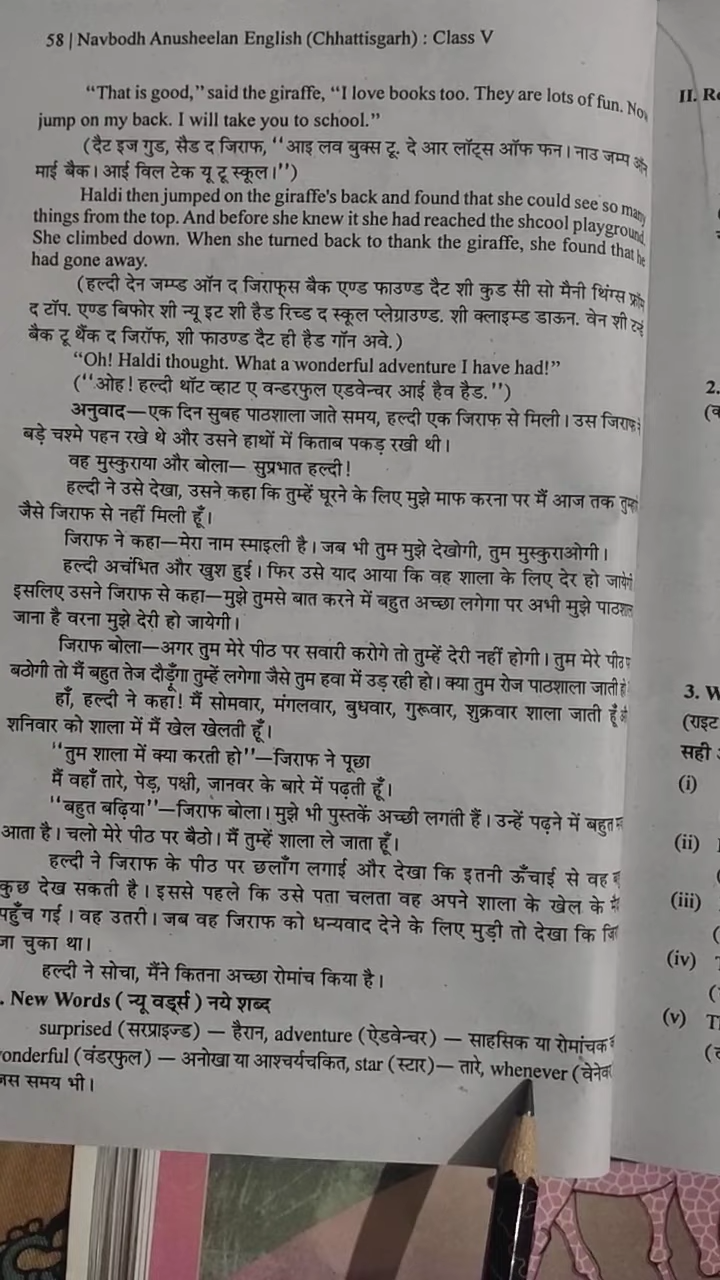 58 | Navbodh Anusheelan English (Chhattisgarh) : Class V
“That is good,” said the giraffe, “I love books too. They are lots of fun. Now
jump on my back. I will take you to school.”
(दैट इज गुड, सैड द जिराफ, ‘‘आइ लव बुक्स टू. दे आर लॉट्स ऑफ फन। नाउ जम्प ऑन
माई बैक। आई विल टेक यू टू स्कूल।’’)
Haldi then jumped on the giraffe's back and found that she could see so many
things from the top. And before she knew it she had reached the shcool playground.
She climbed down. When she turned back to thank the giraffe, she found that he
had gone away.
(हल्दी देन जम्प्ड ऑन द जिराफ्स बैक एण्ड फाउण्ड दैट शी कुड सी सो मैनी थिंग्स फ्रॉम
द टॉप. एण्ड बिफोर शी न्यू इट शी हैड रिच्ड द स्कूल प्लेग्राउण्ड. शी क्लाइम्ड डाऊन. वेन शी टर्न्ड
बैक टू थैंक द जिरॉफ, शी फाउण्ड दैट ही हैड गॉन अवे.)
“Oh! Haldi thought. What a wonderful adventure I have had!”
(‘‘ओह! हल्दी थॉट व्हाट ए वन्डरफुल एडवेन्चर आई हैव हैड.’’)
अनुवाद—एक दिन सुबह पाठशाला जाते समय, हल्दी एक जिराफ से मिली। उस जिराफ ने
बड़े चश्मे पहन रखे थे और उसने हाथों में किताब पकड़ रखी थी।
वह मुस्कुराया और बोला— सुप्रभात हल्दी!
हल्दी ने उसे देखा, उसने कहा कि तुम्हें घूरने के लिए मुझे माफ करना पर मैं आज तक
जैसे जिराफ से नहीं मिली हूँ।
जिराफ ने कहा—मेरा नाम स्माइली है। जब भी तुम मुझे देखोगी, तुम मुस्कुराओगी।
हल्दी अचंभित और खुश हुई। फिर उसे याद आया कि वह शाला के लिए देर हो जायेगी
इसलिए उसने जिराफ से कहा—मुझे तुमसे बात करने में बहुत अच्छा लगेगा पर अभी मुझे पाठशाला
जाना है वरना मुझे देरी हो जायेगी।
जिराफ बोला—अगर तुम मेरे पीठ पर सवारी करोगे तो तुम्हें देरी नहीं होगी। तुम मेरे पीठ
बठोगी तो मैं बहुत तेज दौड़ूँगा तुम्हें लगेगा जैसे तुम हवा में उड़ रही हो। क्या तुम रोज पाठशाला जाती हो
हाँ, हल्दी ने कहा! मैं सोमवार, मंगलवार, बुधवार, गुरूवार, शुक्रवार शाला जाती हूँ
शनिवार को शाला में मैं खेल खेलती हूँ।
‘‘तुम शाला में क्या करती हो’’—जिराफ ने पूछा
मैं वहाँ तारे, पेड़, पक्षी, जानवर के बारे में पढ़ती हूँ।
‘‘बहुत बढ़िया’’—जिराफ बोला। मुझे भी पुस्तकें अच्छी लगती हैं। उन्हें पढ़ने में बहुत
आता है। चलो मेरे पीठ पर बैठो। मैं तुम्हें शाला ले जाता हूँ।
हल्दी ने जिराफ के पीठ पर छलाँग लगाई और देखा कि इतनी ऊँचाई से वह
कुछ देख सकती है। इससे पहले कि उसे पता चलता वह अपने शाला के खेल के
पहुँच गई। वह उतरी। जब वह जिराफ को धन्यवाद देने के लिए मुड़ी तो देखा कि
जा चुका था।
हल्दी ने सोचा, मैंने कितना अच्छा रोमांच किया है।
. New Words (न्यू वर्ड्स) नये शब्द
surprised (सरप्राइज्ड) — हैरान, adventure (ऐडवेन्चर) — साहसिक या रोमांचक
onderful (वंडरफुल) — अनोखा या आश्चर्यचकित, star (स्टार)— तारे, whenever (वेनेवर
जस समय भी।
II. Re
2.
3. W
(राइट
सही
(i)
(ii)
(iii)
(iv)
(v) T